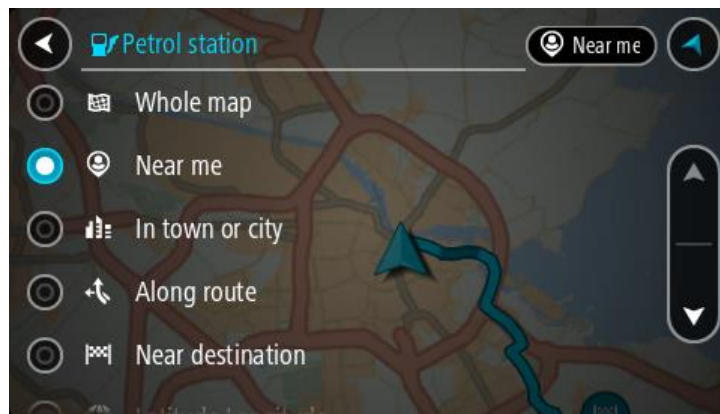 Petrol station
Near me
Whole map
Near me
In town or city
Along route
Near destination